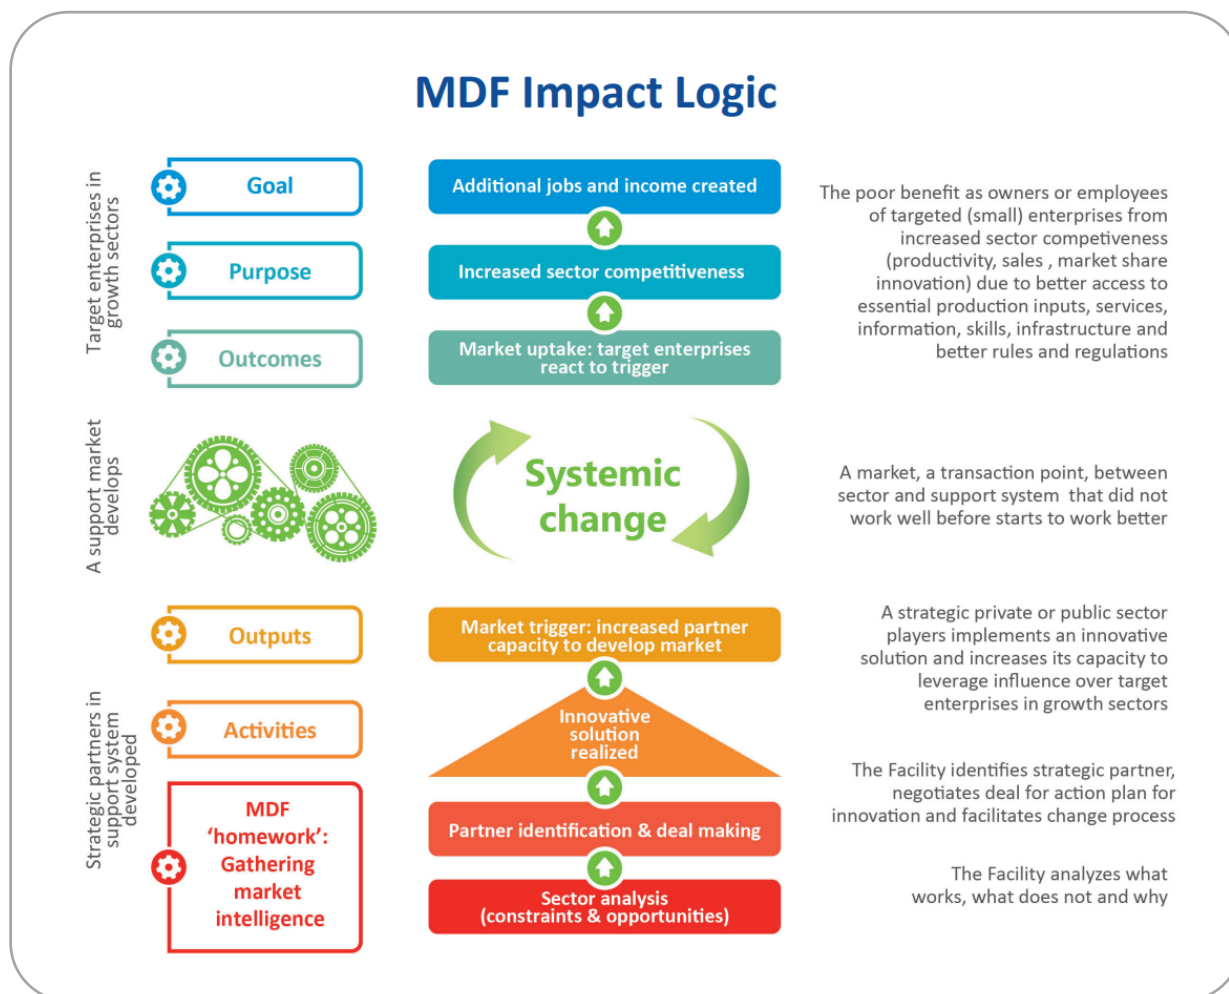 MDF Impact Logic
Target enterprises in
growth sectors
Goal
Additional jobs and income created
Purpose
Increased sector competitiveness
Outcomes
Market uptake: target enterprises
react to trigger
The poor benefit as owners or employees
of targeted (small) enterprises from
increased sector competiveness
(productivity, sales , market share
innovation) due to better access to
essential production inputs, services,
information, skills, infrastructure and
better rules and regulations
A support market
develops
Systemic
change
A market, a transaction point, between
sector and support system that did not
work well before starts to work better
Strategic partners in
support system
developed
Outputs
Market trigger: increased partner
capacity to develop market
A strategic private or public sector
players implements an innovative
solution and increases its capacity to
leverage influence over target
enterprises in growth sectors
Activities
Innovative
solution
realized
MDF
‘homework’:
Gathering
market
intelligence
Partner identification & deal making
The Facility identifies strategic partner,
negotiates deal for action plan for
innovation and facilitates change process
Sector analysis
(constraints & opportunities)
The Facility analyzes what
works, what does not and why